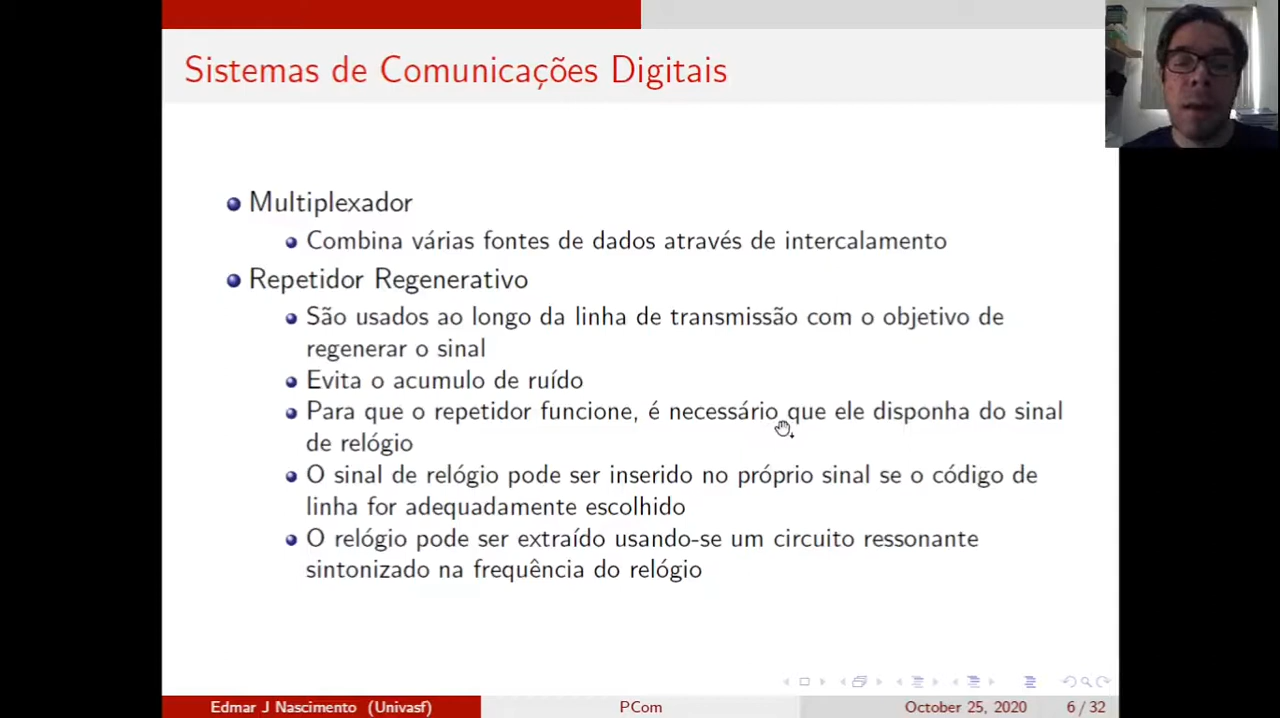 Sistemas de Comunicações Digitais
Multiplexador
Combina várias fontes de dados através de intercalamento
Repetidor Regenerativo
São usados ao longo da linha de transmissão com o objetivo de
regenerar o sinal
Evita o acumulo de ruído
Para que o repetidor funcione, é necessário que ele disponha do sinal
de relógio
O sinal de relógio pode ser inserido no próprio sinal se o código de
linha for adequadamente escolhido
O relógio pode ser extraído usando-se um circuito ressonante
sintonizado na frequência do relógio
Edmar J Nascimento (Univasf) PCom October 25, 2020 6 / 32